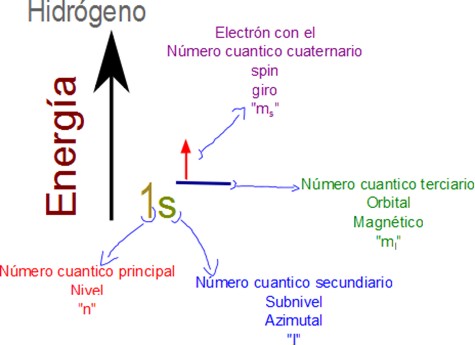 Hidrógeno
Energía
Electrón con el
Número cuantico cuaternario
spin
giro
"ms"
1s
Número cuantico terciario
Orbital
Magnético
"ml"
Número cuantico principal
Nivel
"n"
Número cuantico secundiario
Subnivel
Azimutal
"l"